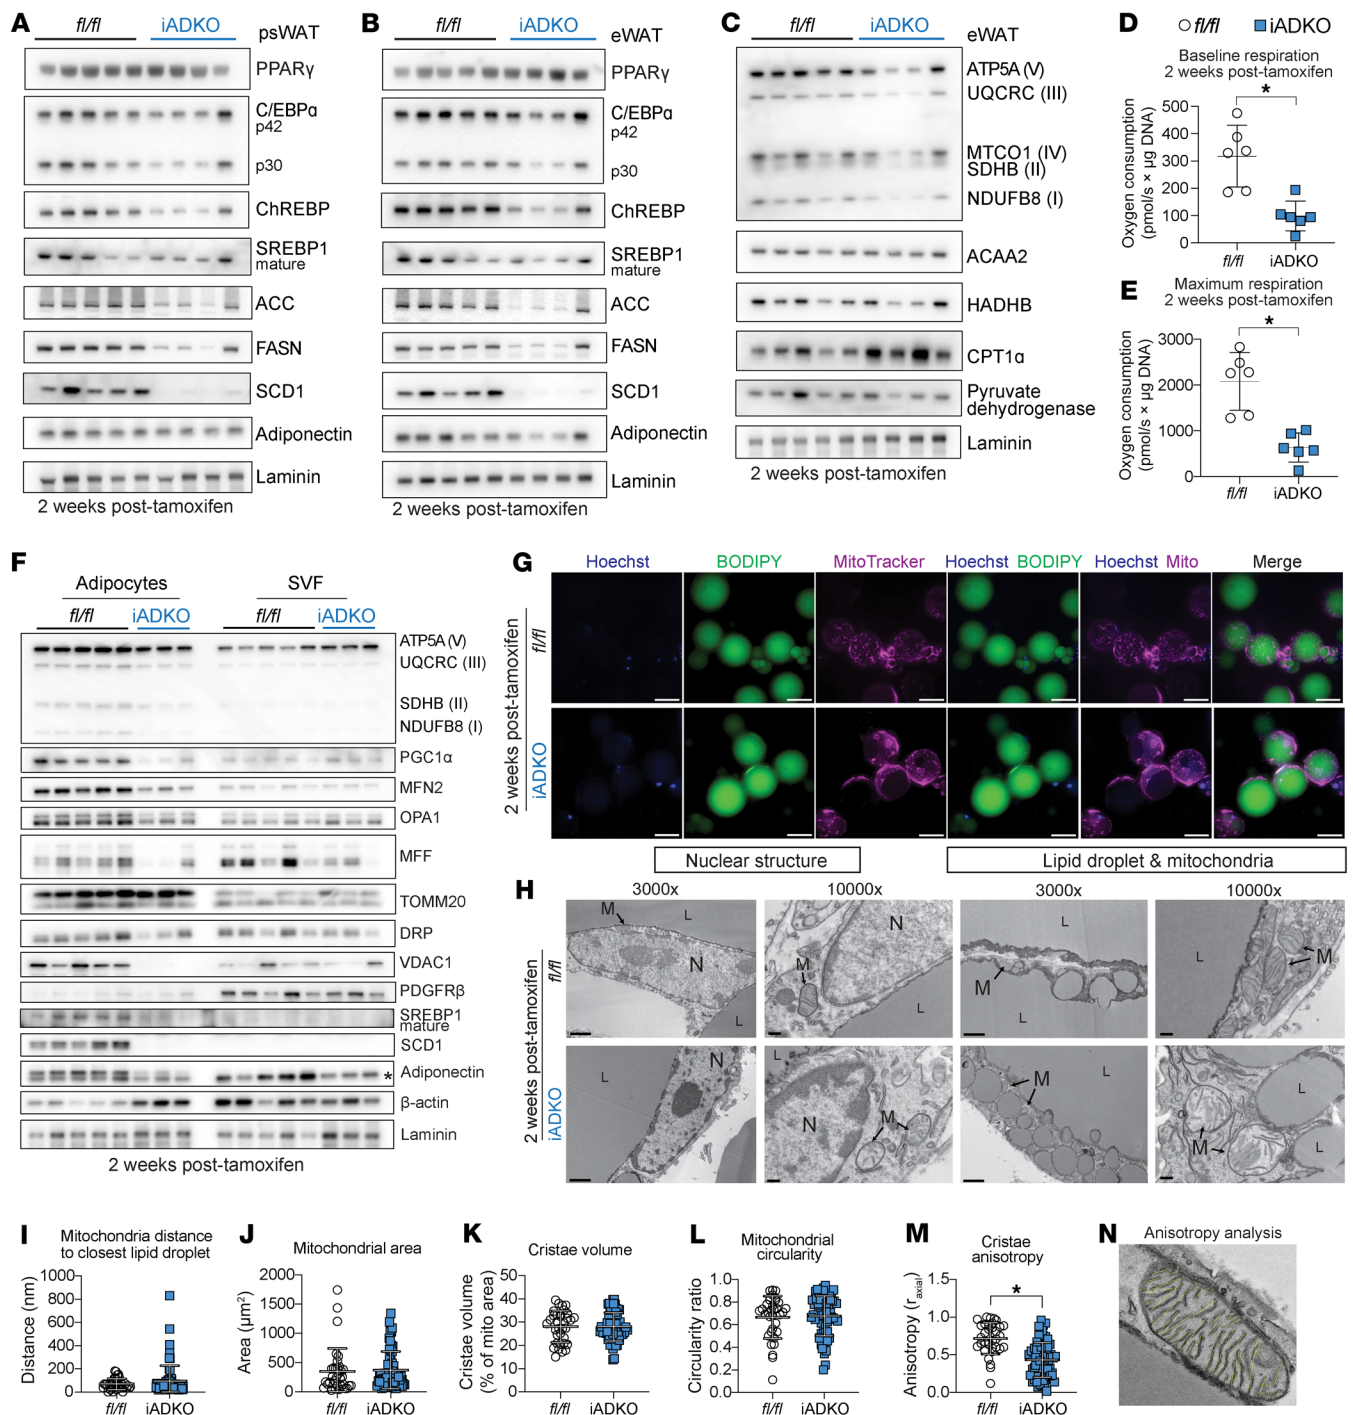 A
fl/fl
iADKO
psWAT
PPARγ
C/EBPα
p42
p30
ChREBP
SREBP1
mature
ACC
FASN
SCD1
Adiponectin
Laminin
2 weeks post-tamoxifen
B
fl/fl
iADKO
eWAT
PPARγ
C/EBPα
p42
p30
ChREBP
SREBP1
mature
ACC
FASN
SCD1
Adiponectin
Laminin
2 weeks post-tamoxifen
C
fl/fl
iADKO
eWAT
ATP5A (V)
UQCRC (III)
MTCO1 (IV)
SDHB (II)
NDUFB8 (I)
ACAA2
HADHB
CPT1α
Pyruvate
dehydrogenase
Laminin
2 weeks post-tamoxifen
D
fl/fl
iADKO
Baseline respiration
2 weeks post-tamoxifen
*
Oxygen consumption
(pmol/s × µg DNA)
500
400
300
200
100
0
fl/fl
iADKO
E
Maximum respiration
2 weeks post-tamoxifen
*
Oxygen consumption
(pmol/s × µg DNA)
3000
2000
1000
0
fl/fl
iADKO
F
Adipocytes
SVF
fl/fl
iADKO
fl/fl
iADKO
ATP5A (V)
UQCRC (III)
SDHB (II)
NDUFB8 (I)
PGC1α
MFN2
OPA1
MFF
TOMM20
DRP
VDAC1
PDGFRβ
SREBP1
mature
SCD1
Adiponectin
*
β-actin
Laminin
2 weeks post-tamoxifen
G
Hoechst
BODIPY
MitoTracker
Hoechst BODIPY
Hoechst Mito
Merge
2 weeks post-tamoxifen
fl/fl
iADKO
H
Nuclear structure
Lipid droplet & mitochondria
3000x
10000x
3000x
10000x
2 weeks post-tamoxifen
fl/fl
iADKO
M
L
N
L
N
M
L
L
M
L
L
M
L
N
L
N
M
L
M
L
M
L
I
Mitochondria distance
to closest lipid droplet
Distance (nm)
1000
800
600
400
200
0
fl/fl
iADKO
J
Mitochondrial area
Area (µm²)
2000
1500
1000
500
0
fl/fl
iADKO
K
Cristae volume
Cristae volume
(% of mito area)
50
40
30
20
10
0
fl/fl
iADKO
L
Mitochondrial
circularity
Circularity ratio
1.0
0.8
0.6
0.4
0.2
0.0
fl/fl
iADKO
M
Cristae
anisotropy
*
Anisotropy (raxial)
1.5
1.0
0.5
0.0
fl/fl
iADKO
N
Anisotropy analysis